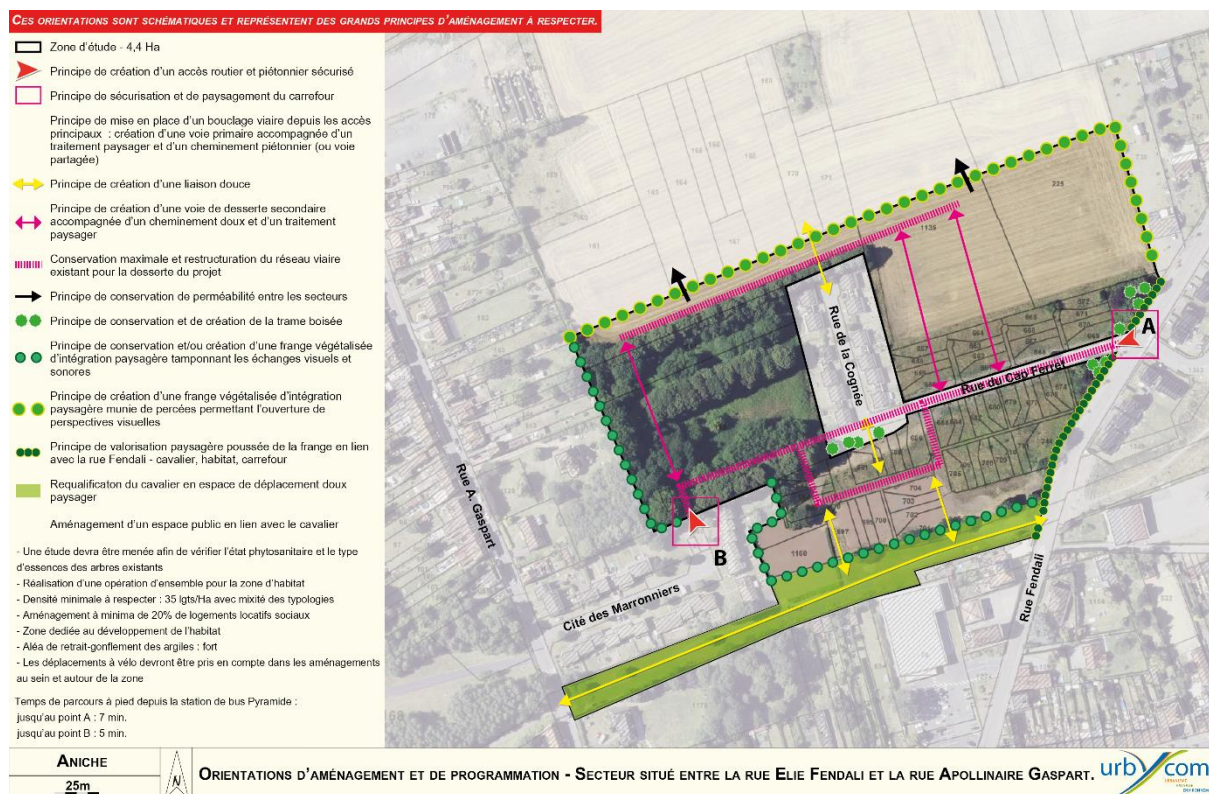 CES ORIENTATIONS SONT SCHÉMATIQUES ET REPRÉSENTENT DES GRANDS PRINCIPES D'AMÉNAGEMENT À RESPECTER.
Zone d'étude - 4,4 Ha
Principe de création d'un accès routier et piétonnier sécurisé
Principe de sécurisation et de paysagement du carrefour
Principe de mise en place d'un bouclage viaire depuis les accès
principaux : création d'une voie primaire accompagnée d'un
traitement paysager et d'un cheminement piétonnier (ou voie
partagée)
Principe de création d'une liaison douce
Principe de création d'une voie de desserte secondaire
accompagnée d'un cheminement doux et d'un traitement
paysager
Conservation maximale et restructuration du réseau viaire
existant pour la desserte du projet
Principe de conservation de perméabilité entre les secteurs
Principe de conservation et de création de la trame boisée
Principe de conservation et/ou création d'une frange végétalisée
d'intégration paysagère tamponnant les échanges visuels et
sonores
Principe de création d'une frange végétalisée d'intégration
paysagère munie de percées permettant l'ouverture de
perspectives visuelles
Principe de valorisation paysagère poussée de la frange en lien
avec la rue Fendali - cavalier, habitat, carrefour
Requalificaton du cavalier en espace de déplacement doux
paysager
Aménagement d'un espace public en lien avec le cavalier
- Une étude devra être menée afin de vérifier l'état phytosanitaire et le type
d'essences des arbres existants
- Réalisation d'une opération d'ensemble pour la zone d'habitat
- Densité minimale à respecter : 35 lgts/Ha avec mixité des typologies
- Aménagement à minima de 20% de logements locatifs sociaux
- Zone dediée au développement de l'habitat
- Aléa de retrait-gonflement des argiles : fort
- Les déplacements à vélo devront être pris en compte dans les aménagements
au sein et autour de la zone
Temps de parcours à pied depuis la station de bus Pyramide :
jusqu'au point A : 7 min.
jusqu'au point B : 5 min.
225
1135
A
Rue de la Cognée
Rue du Cap Ferret
Rue A. Gaspart
B
1160
Cité des Marronniers
Rue Fendali
ANICHE
25m
N
ORIENTATIONS D'AMÉNAGEMENT ET DE PROGRAMMATION - SECTEUR SITUÉ ENTRE LA RUE ELIE FENDALI ET LA RUE APOLLINAIRE GASPART.
urbycom